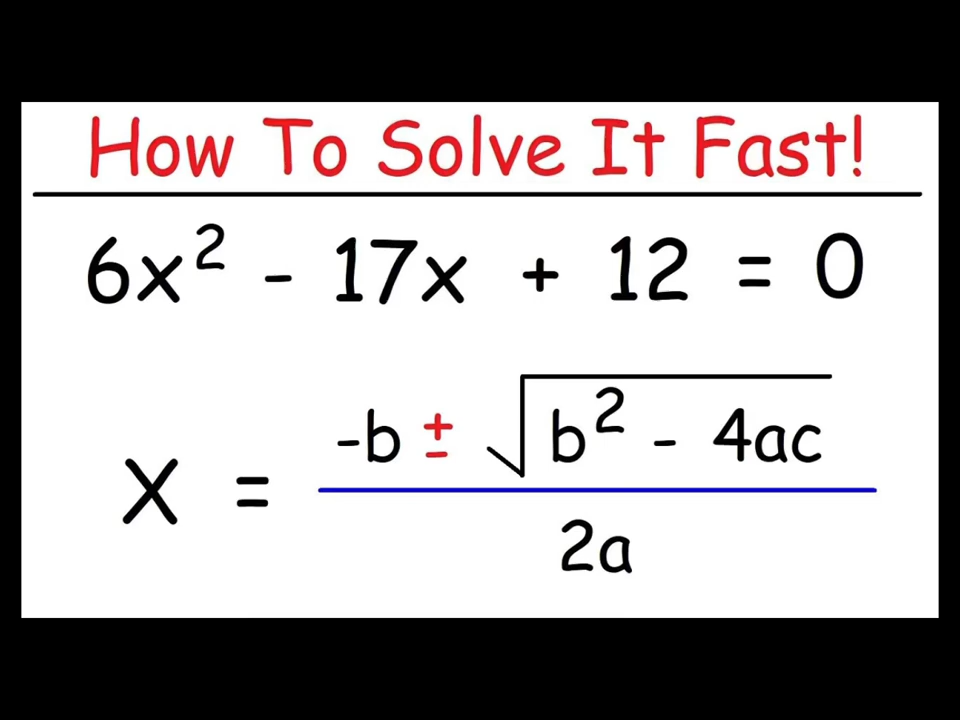 How To Solve It Fast!
6x² - 17x + 12 = 0
x = -b ± √(b² - 4ac) / 2a